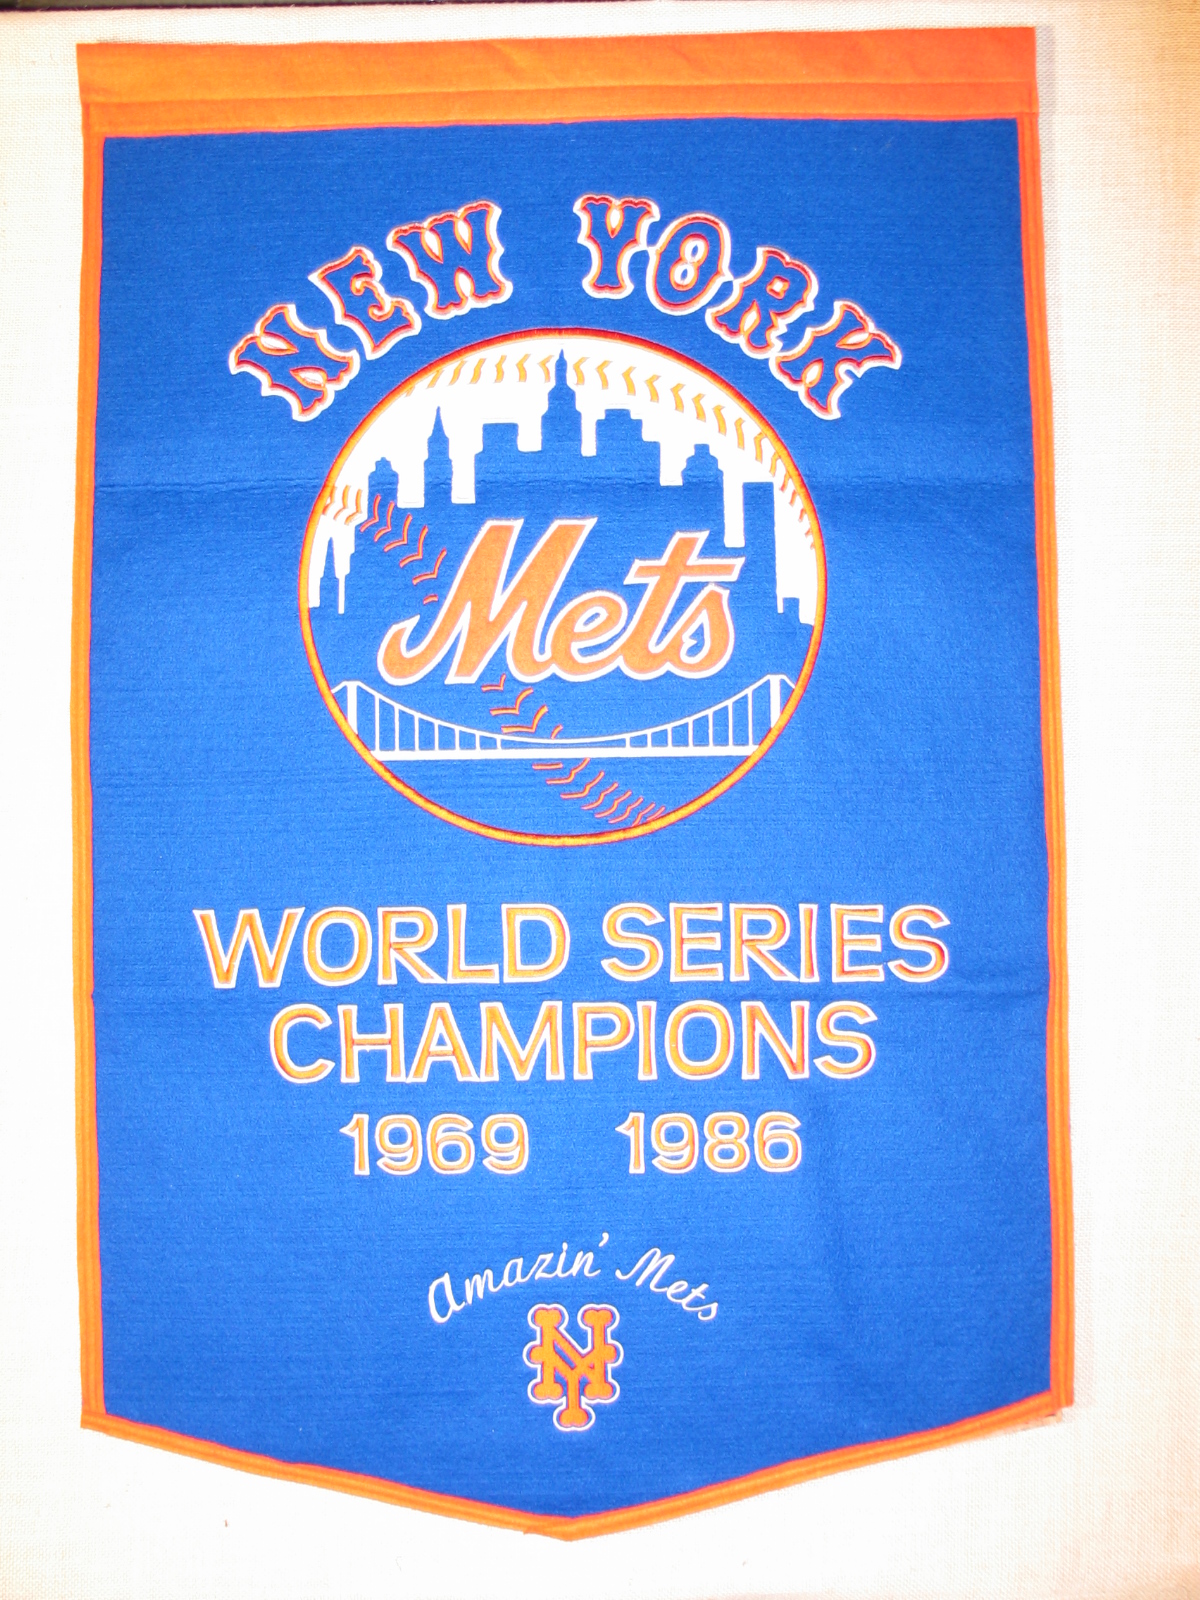 NEW YORK
Mets
WORLD SERIES
CHAMPIONS
1969 1986
Amazin' Mets
NY